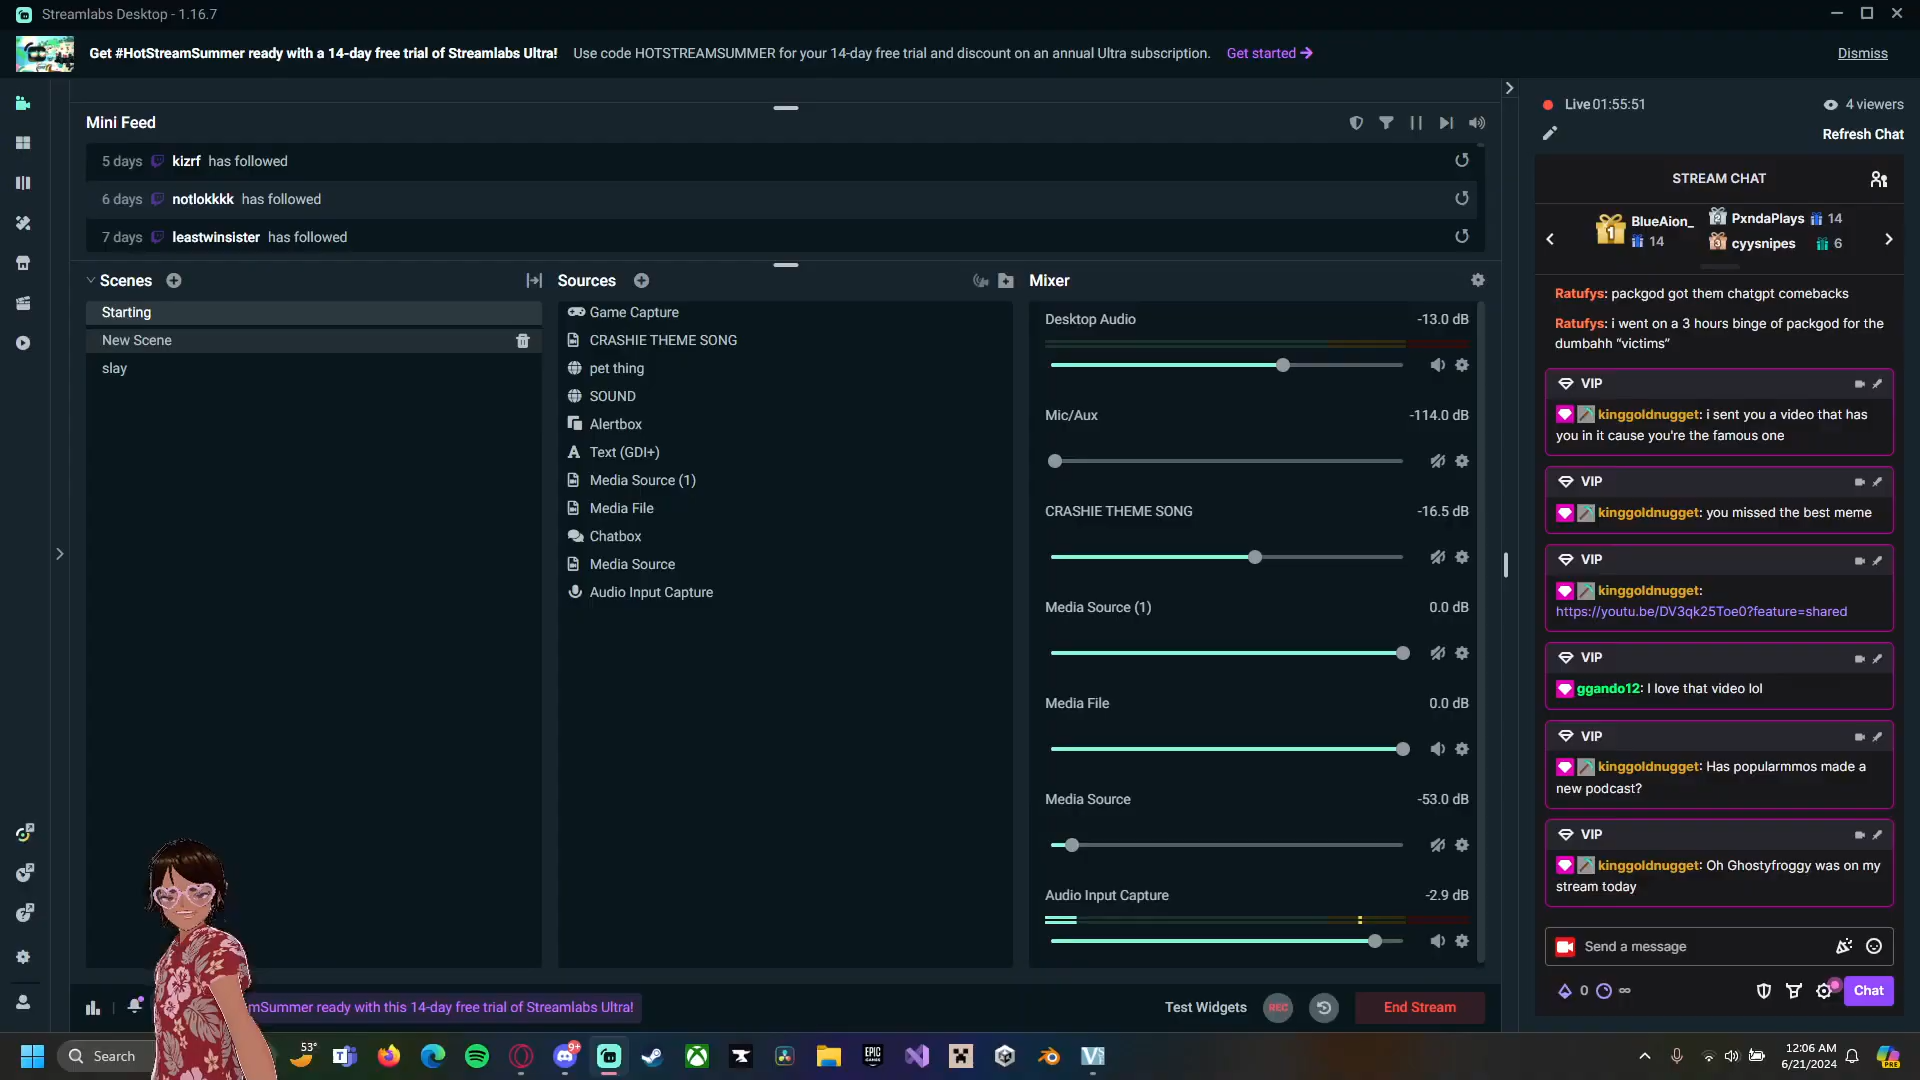 Streamlabs Desktop - 1.16.7
Get #HotStreamSummer ready with a 14-day free trial of Streamlabs Ultra! Use code HOTSTREAMSUMMER for your 14-day free trial and discount on an annual Ultra subscription. Get started
Dismiss
Mini Feed
5 days kizrf has followed
6 days notlokkkk has followed
7 days leastwinsister has followed
Scenes
Starting
New Scene
slay
Sources
Game Capture
CRASHIE THEME SONG
pet thing
SOUND
Alertbox
Text (GDI+)
Media Source (1)
Media File
Chatbox
Media Source
Audio Input Capture
Mixer
Desktop Audio -13.0 dB
Mic/Aux -114.0 dB
CRASHIE THEME SONG -16.5 dB
Media Source (1) 0.0 dB
Media File 0.0 dB
Media Source -53.0 dB
Audio Input Capture -2.9 dB
Live 01:55:51 4 viewers
Refresh Chat
STREAM CHAT
1 BlueAion_ 14
2 PxndaPlays 14
3 cyysnipes 6
Ratufys: packgod got them chatgpt comebacks
Ratufys: i went on a 3 hours binge of packgod for the
dumbahh “victims”
VIP
kinggoldnugget: i sent you a video that has
you in it cause you're the famous one
VIP
kinggoldnugget: you missed the best meme
VIP
kinggoldnugget:
https://youtu.be/DV3qk25Toe0?feature=shared
VIP
ggando12: I love that video lol
VIP
kinggoldnugget: Has popularmmos made a
new podcast?
VIP
kinggoldnugget: Oh Ghostyfroggy was on my
stream today
Send a message
0 ∞
Chat
mSummer ready with this 14-day free trial of Streamlabs Ultra!
Test Widgets
REC
End Stream
Search
53°
9+
EPIC GAMES
12:06 AM
6/21/2024
PRE